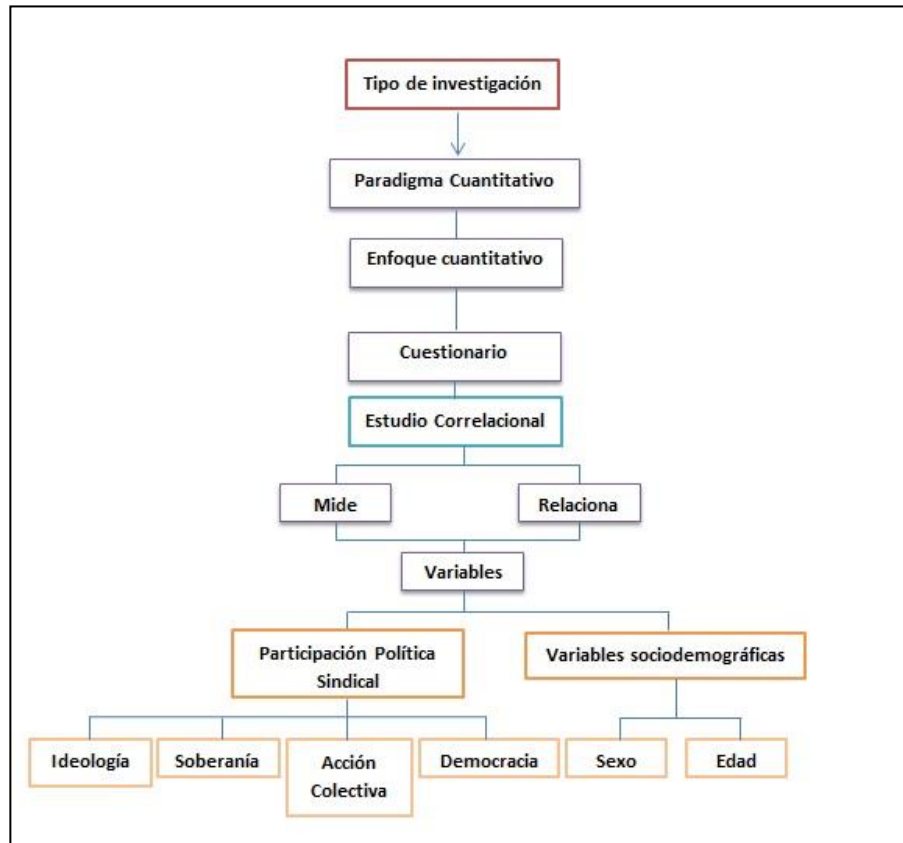 Tipo de investigación
Paradigma Cuantitativo
Enfoque cuantitativo
Cuestionario
Estudio Correlacional
Mide
Relaciona
Variables
Participación Política
Sindical
Variables sociodemográficas
Ideología
Soberanía
Acción
Colectiva
Democracia
Sexo
Edad